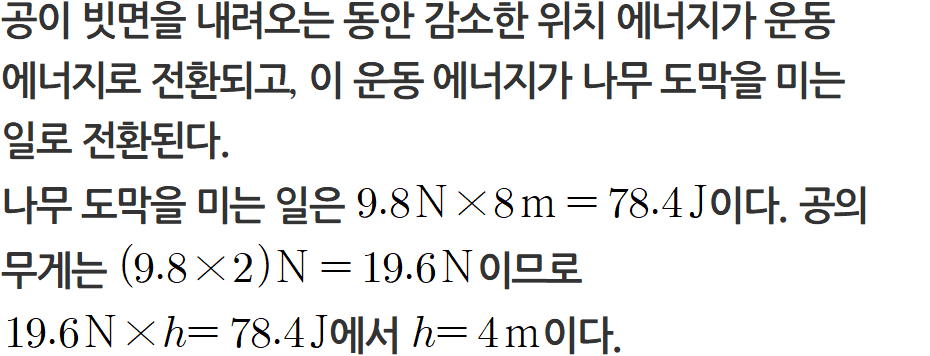 공이 빗면을 내려오는 동안 감소한 위치 에너지가 운동
에너지로 전환되고, 이 운동 에너지가 나무 도막을 미는
일로 전환된다.
나무 도막을 미는 일은 9.8N×8m=78.4J이다. 공의
무게는 (9.8×2)N=19.6N이므로
19.6N×h=78.4J에서 h=4m이다.